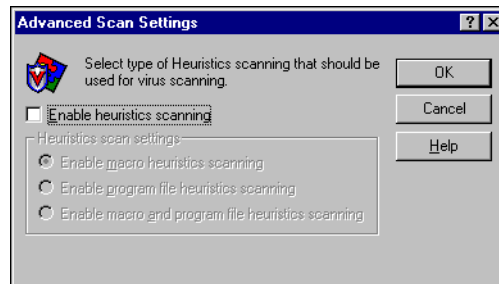 Advanced Scan Settings
Select type of Heuristics scanning that should be
used for virus scanning.
OK
Enable heuristics scanning
Cancel
Heuristics scan settings
Help
Enable macro heuristics scanning
Enable program file heuristics scanning
Enable macro and program file heuristics scanning